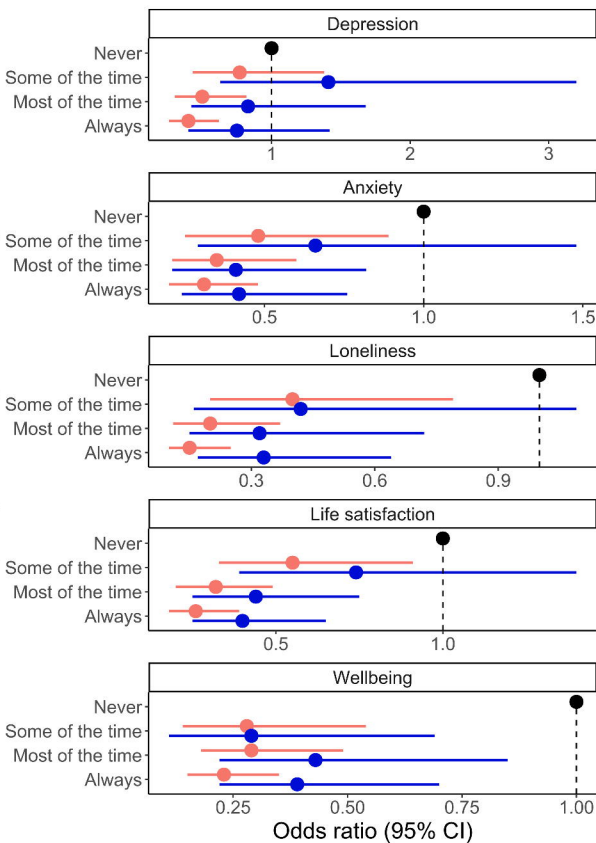 Depression
Never
Some of the time
Most of the time
Always
1 2 3
Anxiety
Never
Some of the time
Most of the time
Always
0.5 1.0 1.5
Loneliness
Never
Some of the time
Most of the time
Always
0.3 0.6 0.9
Life satisfaction
Never
Some of the time
Most of the time
Always
0.5 1.0
Wellbeing
Never
Some of the time
Most of the time
Always
0.25 0.50 0.75 1.00
Odds ratio (95% CI)